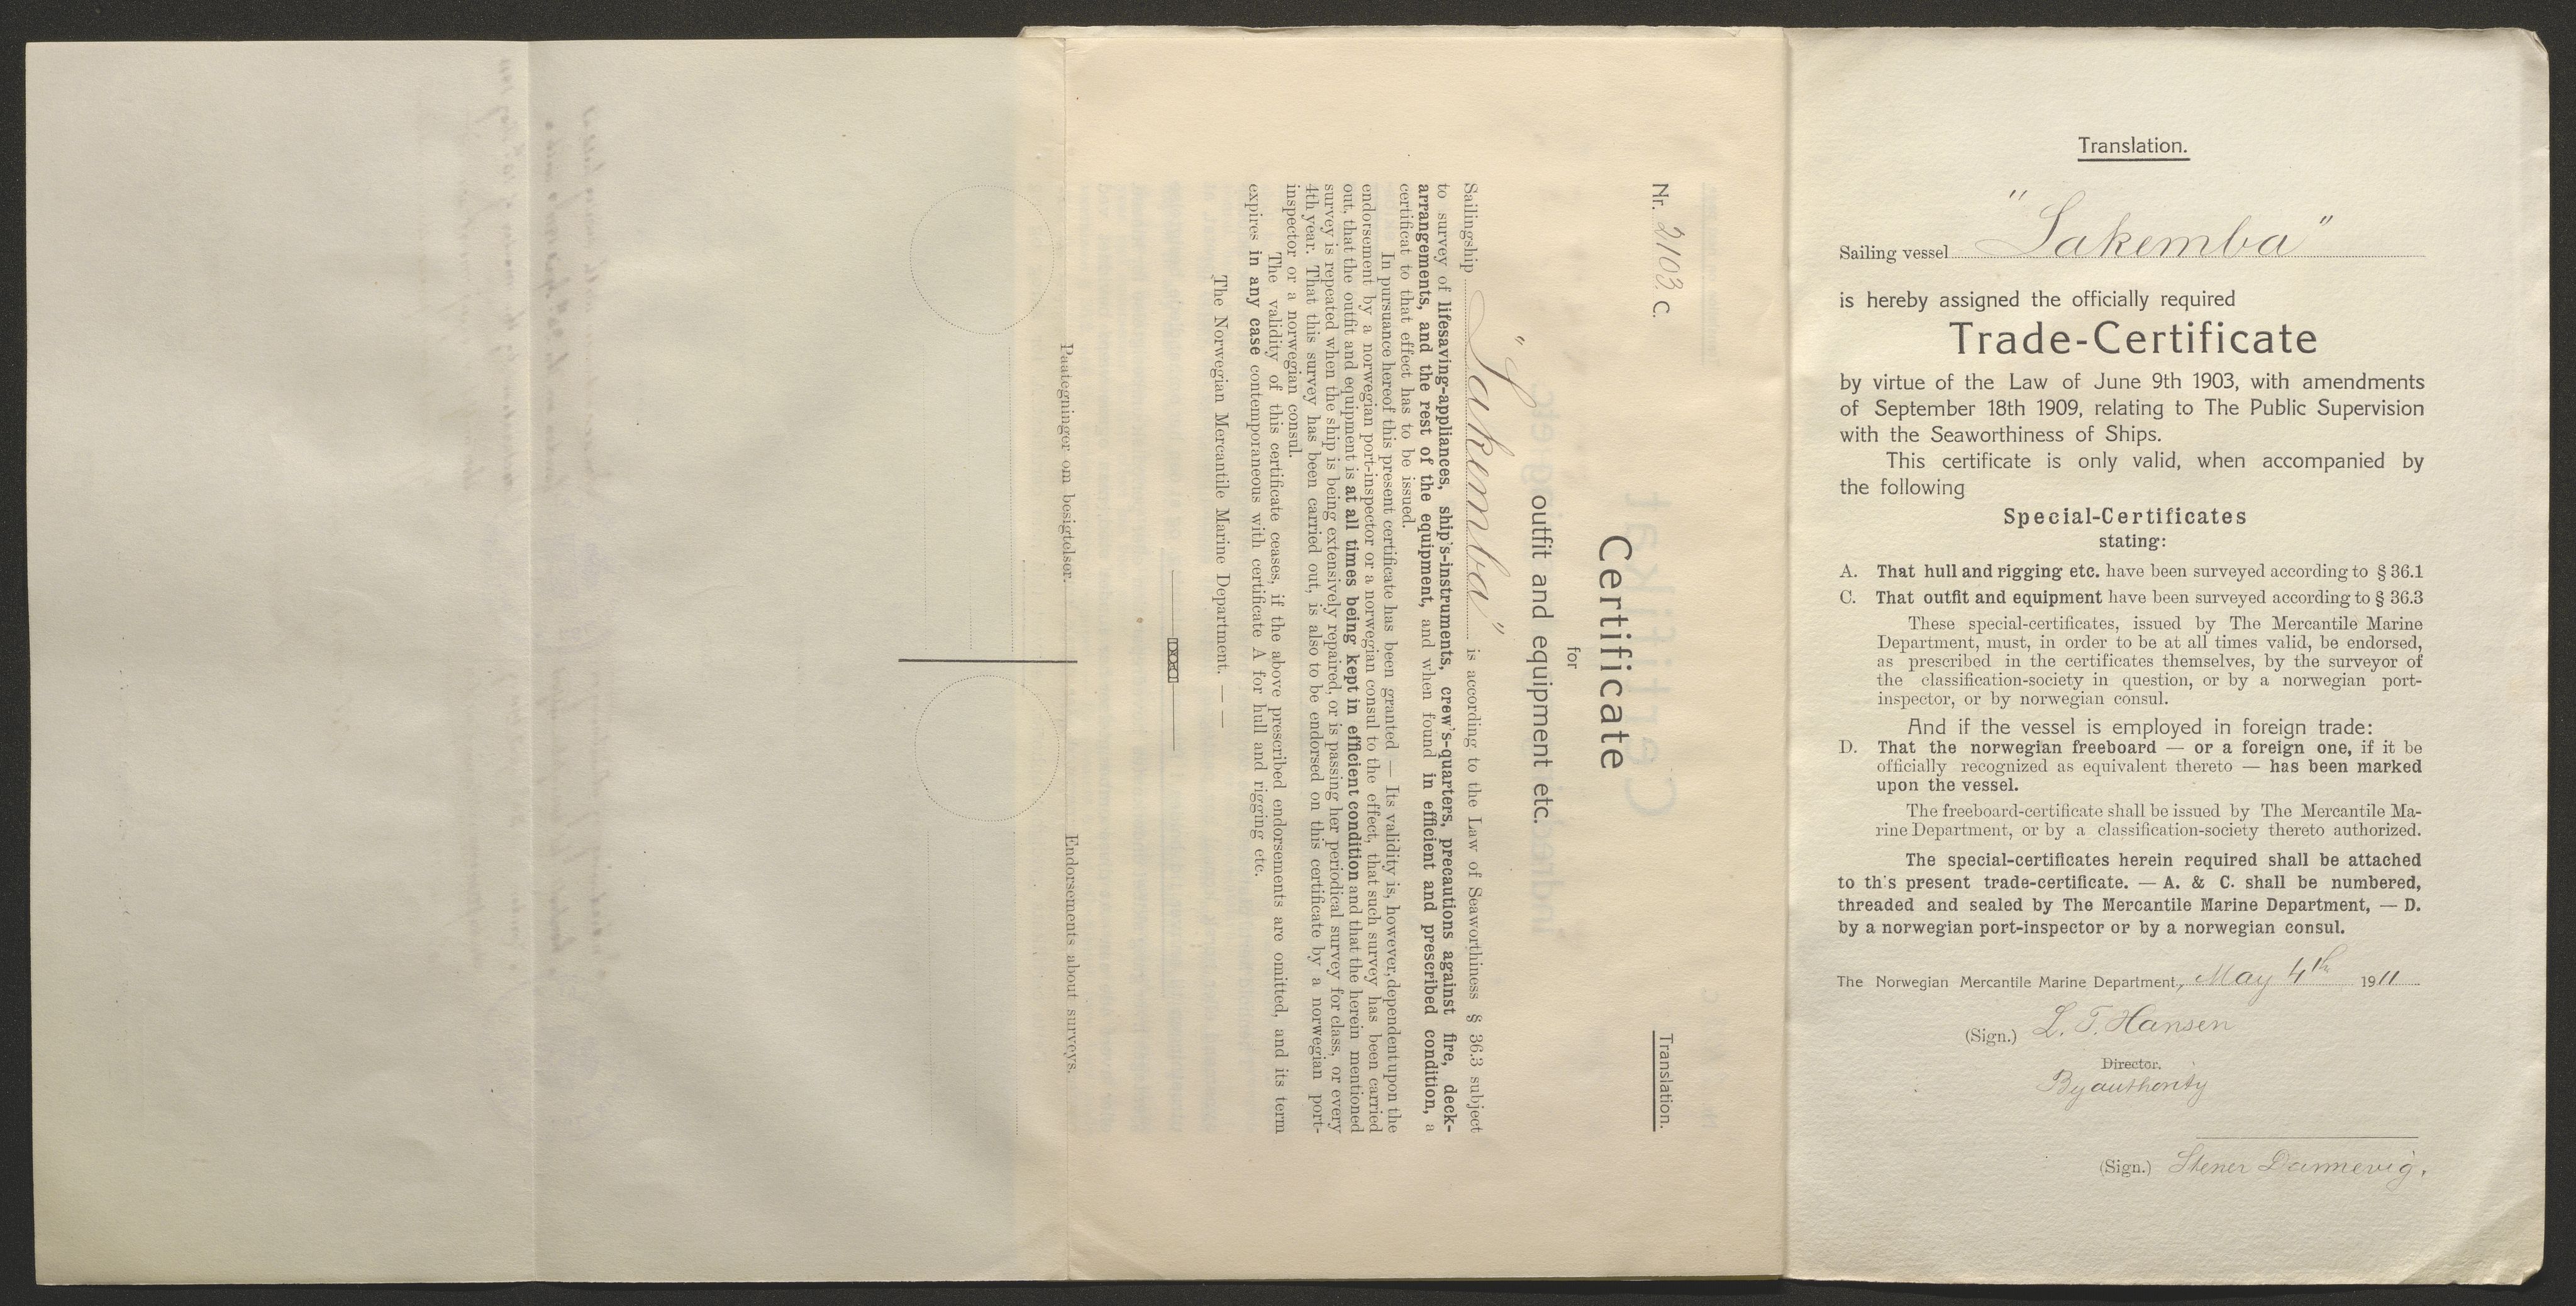 Translation.
Sailing vessel "Lakemba"
is hereby assigned the officially required
Trade-Certificate
by virtue of the Law of June 9th 1903, with amendments
of September 18th 1909, relating to The Public Supervision
with the Seaworthiness of Ships.
This certificate is only valid, when accompanied by
the following
Special-Certificates
stating:
A. That hull and rigging etc. have been surveyed according to § 36.1
C. That outfit and equipment have been surveyed according to § 36.3
These special-certificates, issued by The Mercantile Marine
Department, must, in order to be at all times valid, be endorsed,
as prescribed in the certificates themselves, by the surveyor of
the classification-society in question, or by a norwegian port-
inspector, or by norwegian consul.
And if the vessel is employed in foreign trade:
D. That the norwegian freeboard — or a foreign one, if it be
officially recognized as equivalent thereto — has been marked
upon the vessel.
The freeboard-certificate shall be issued by The Mercantile Ma-
rine Department, or by a classification-society thereto authorized.
The special-certificates herein required shall be attached
to th's present trade-certificate. — A. & C. shall be numbered,
threaded and sealed by The Mercantile Marine Department, — D.
by a norwegian port-inspector or by a norwegian consul.
The Norwegian Mercantile Marine Department, May 4th 1911
(Sign.) L. T. Hansen
Director.
By authority
(Sign.) Stener Dannevig.
Nr. 2103 C.
Translation.
Certificate
for
outfit and equipment etc.
Sailingship "Lakemba" is according to the Law of Seaworthiness § 36.3 subject
to survey of lifesaving-appliances, ship's-instruments, crew's-quarters, precautions against fire, deck-
arrangements, and the rest of the equipment, and when found in efficient and prescribed condition, a
certificat to that effect has to be issued.
In pursuance hereof this present certificate has been granted — Its validity is, however, dependent upon the
endorsement by a norwegian port-inspector or a norwegian consul to the effect, that such survey has been carried
out, that the outfit and equipment is at all times being kept in efficient condition and that the herein mentioned
survey is repeated when the ship is being extensively repaired, or is passing her periodical survey for class, or every
4th year. That this survey has been carried out, is also to be endorsed on this certificate by a norwegian port-
inspector or a norwegian consul.
The validity of this certificate ceases, if the above prescribed endorsements are omitted, and its term
expires in any case contemporaneous with certificate A for hull and rigging etc.
The Norwegian Mercantile Marine Department. — —
Paategninger om besigtelser.
Endorsements about surveys.